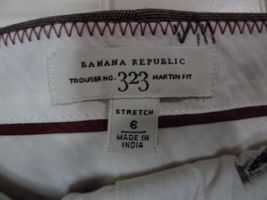 BANANA REPUBLIC
TROUSER NO. 323 MARTIN FIT
STRETCH
6
MADE IN
INDIA